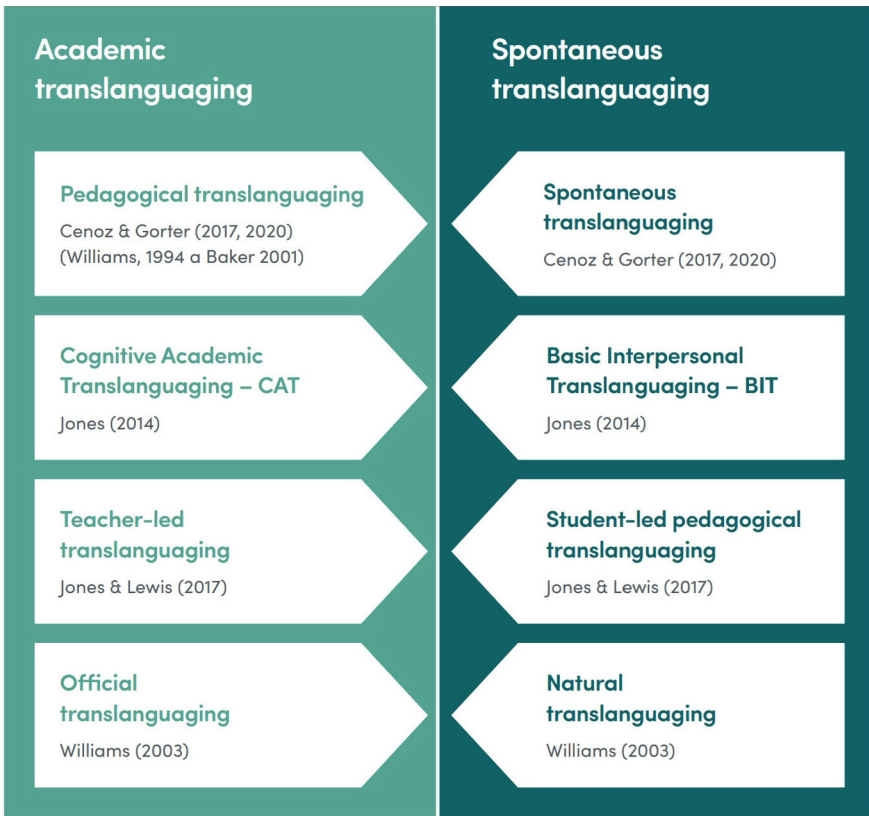 Academic
translanguaging
Pedagogical translanguaging
Cenoz & Gorter (2017, 2020)
(Williams, 1994 a Baker 2001)
Cognitive Academic
Translanguaging – CAT
Jones (2014)
Teacher-led
translanguaging
Jones & Lewis (2017)
Official
translanguaging
Williams (2003)
Spontaneous
translanguaging
Spontaneous
translanguaging
Cenoz & Gorter (2017, 2020)
Basic Interpersonal
Translanguaging – BIT
Jones (2014)
Student-led pedagogical
translanguaging
Jones & Lewis (2017)
Natural
translanguaging
Williams (2003)